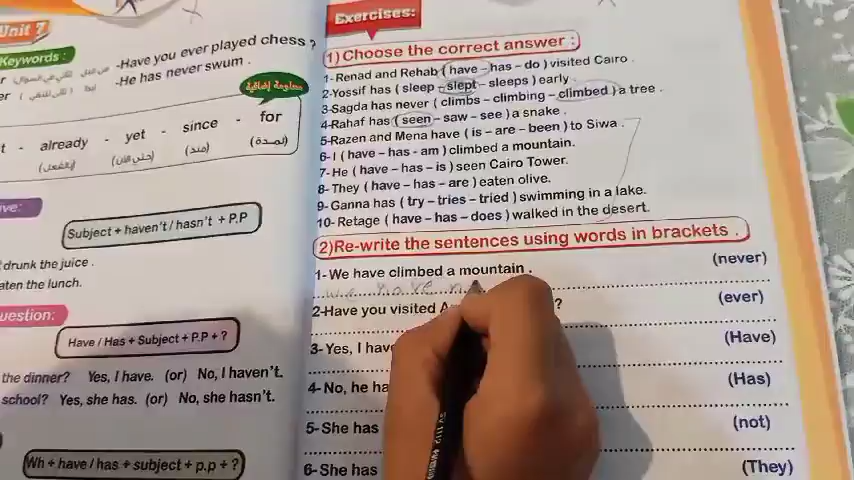 Unit 7
Keywords :
-Have you ever played chess ?
-He has never swum .
معلومة إضافية
already - yet - since - for
(بالفعل) (حتى الآن) (منذ) (لمدة)
Subject + haven't / hasn't + P.P
drunk the juice .
eaten the lunch.
Have / Has + Subject + P.P + ?
the dinner? Yes, I have. (or) No, I haven't.
school? Yes, she has. (or) No, she hasn't.
Wh + have / has + subject + p.p + ?
Exercises:
1) Choose the correct answer :
1- Renad and Rehab ( have – has – do ) visited Cairo .
2-Yossif has ( sleep – slept – sleeps ) early .
3-Sagda has never ( climbs – climbing – climbed ) a tree .
4-Rahaf has ( seen – saw – see ) a snake .
5-Razen and Mena have ( is – are – been ) to Siwa .
6- I ( have – has - am ) climbed a mountain.
7- He ( have – has – is ) seen Cairo Tower.
8- They ( have – has – are ) eaten olive.
9- Ganna has ( try – tries – tried ) swimming in a lake.
10- Retage ( have – has – does ) walked in the desert.
2)Re-write the sentences using words in brackets .
1- We have climbed a mountain . (never)
we have
2-Have you visited ? (ever)
3- Yes, I have (Have)
4- No, he ha (Has)
5- She has (not)
6- She has (They)